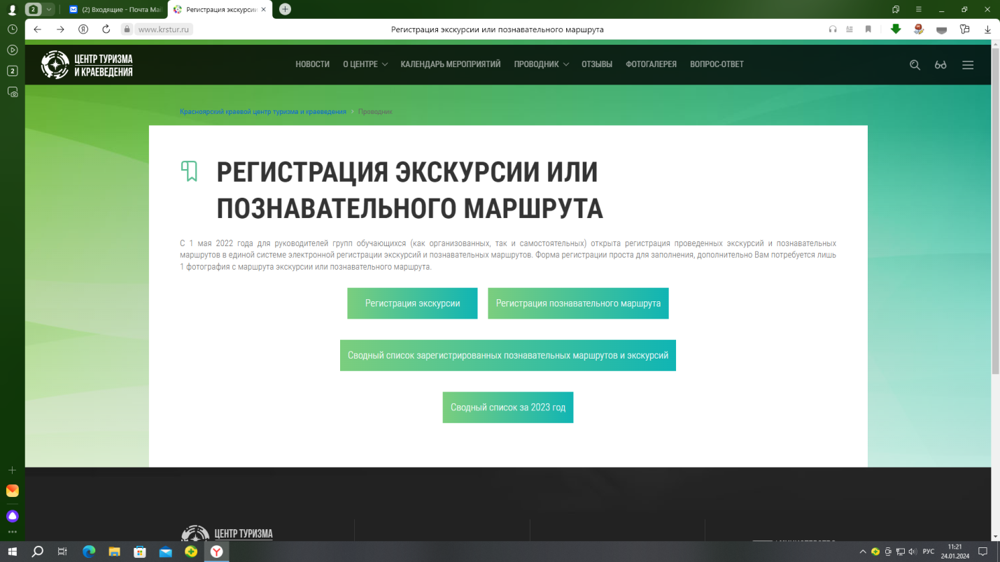 2
(2) Входящие - Почта Mai
Регистрация экскурсии
www.krstur.ru
Регистрация экскурсии или познавательного маршрута
2
ЦЕНТР ТУРИЗМА
И КРАЕВЕДЕНИЯ
НОВОСТИ О ЦЕНТРЕ КАЛЕНДАРЬ МЕРОПРИЯТИЙ ПРОВОДНИК ОТЗЫВЫ ФОТОГАЛЕРЕЯ ВОПРОС-ОТВЕТ
Красноярский краевой центр туризма и краеведения > Проводник
РЕГИСТРАЦИЯ ЭКСКУРСИИ ИЛИ
ПОЗНАВАТЕЛЬНОГО МАРШРУТА
С 1 мая 2022 года для руководителей групп обучающихся (как организованных, так и самостоятельных) открыта регистрация проведенных экскурсий и познавательных
маршрутов в единой системе электронной регистрации экскурсий и познавательных маршрутов. Форма регистрации проста для заполнения, дополнительно Вам потребуется лишь
1 фотография с маршрута экскурсии или познавательного маршрута.
Регистрация экскурсии
Регистрация познавательного маршрута
Сводный список зарегистрированных познавательных маршрутов и экскурсий
Сводный список за 2023 год
ЦЕНТР ТУРИЗМА
РУС
11:21
24.01.2024